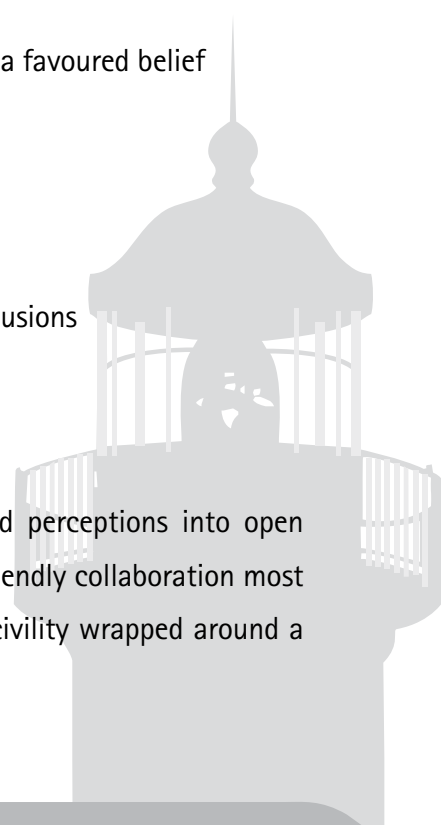 a favoured belief
usions
d perceptions into open
endly collaboration most
civility wrapped around a